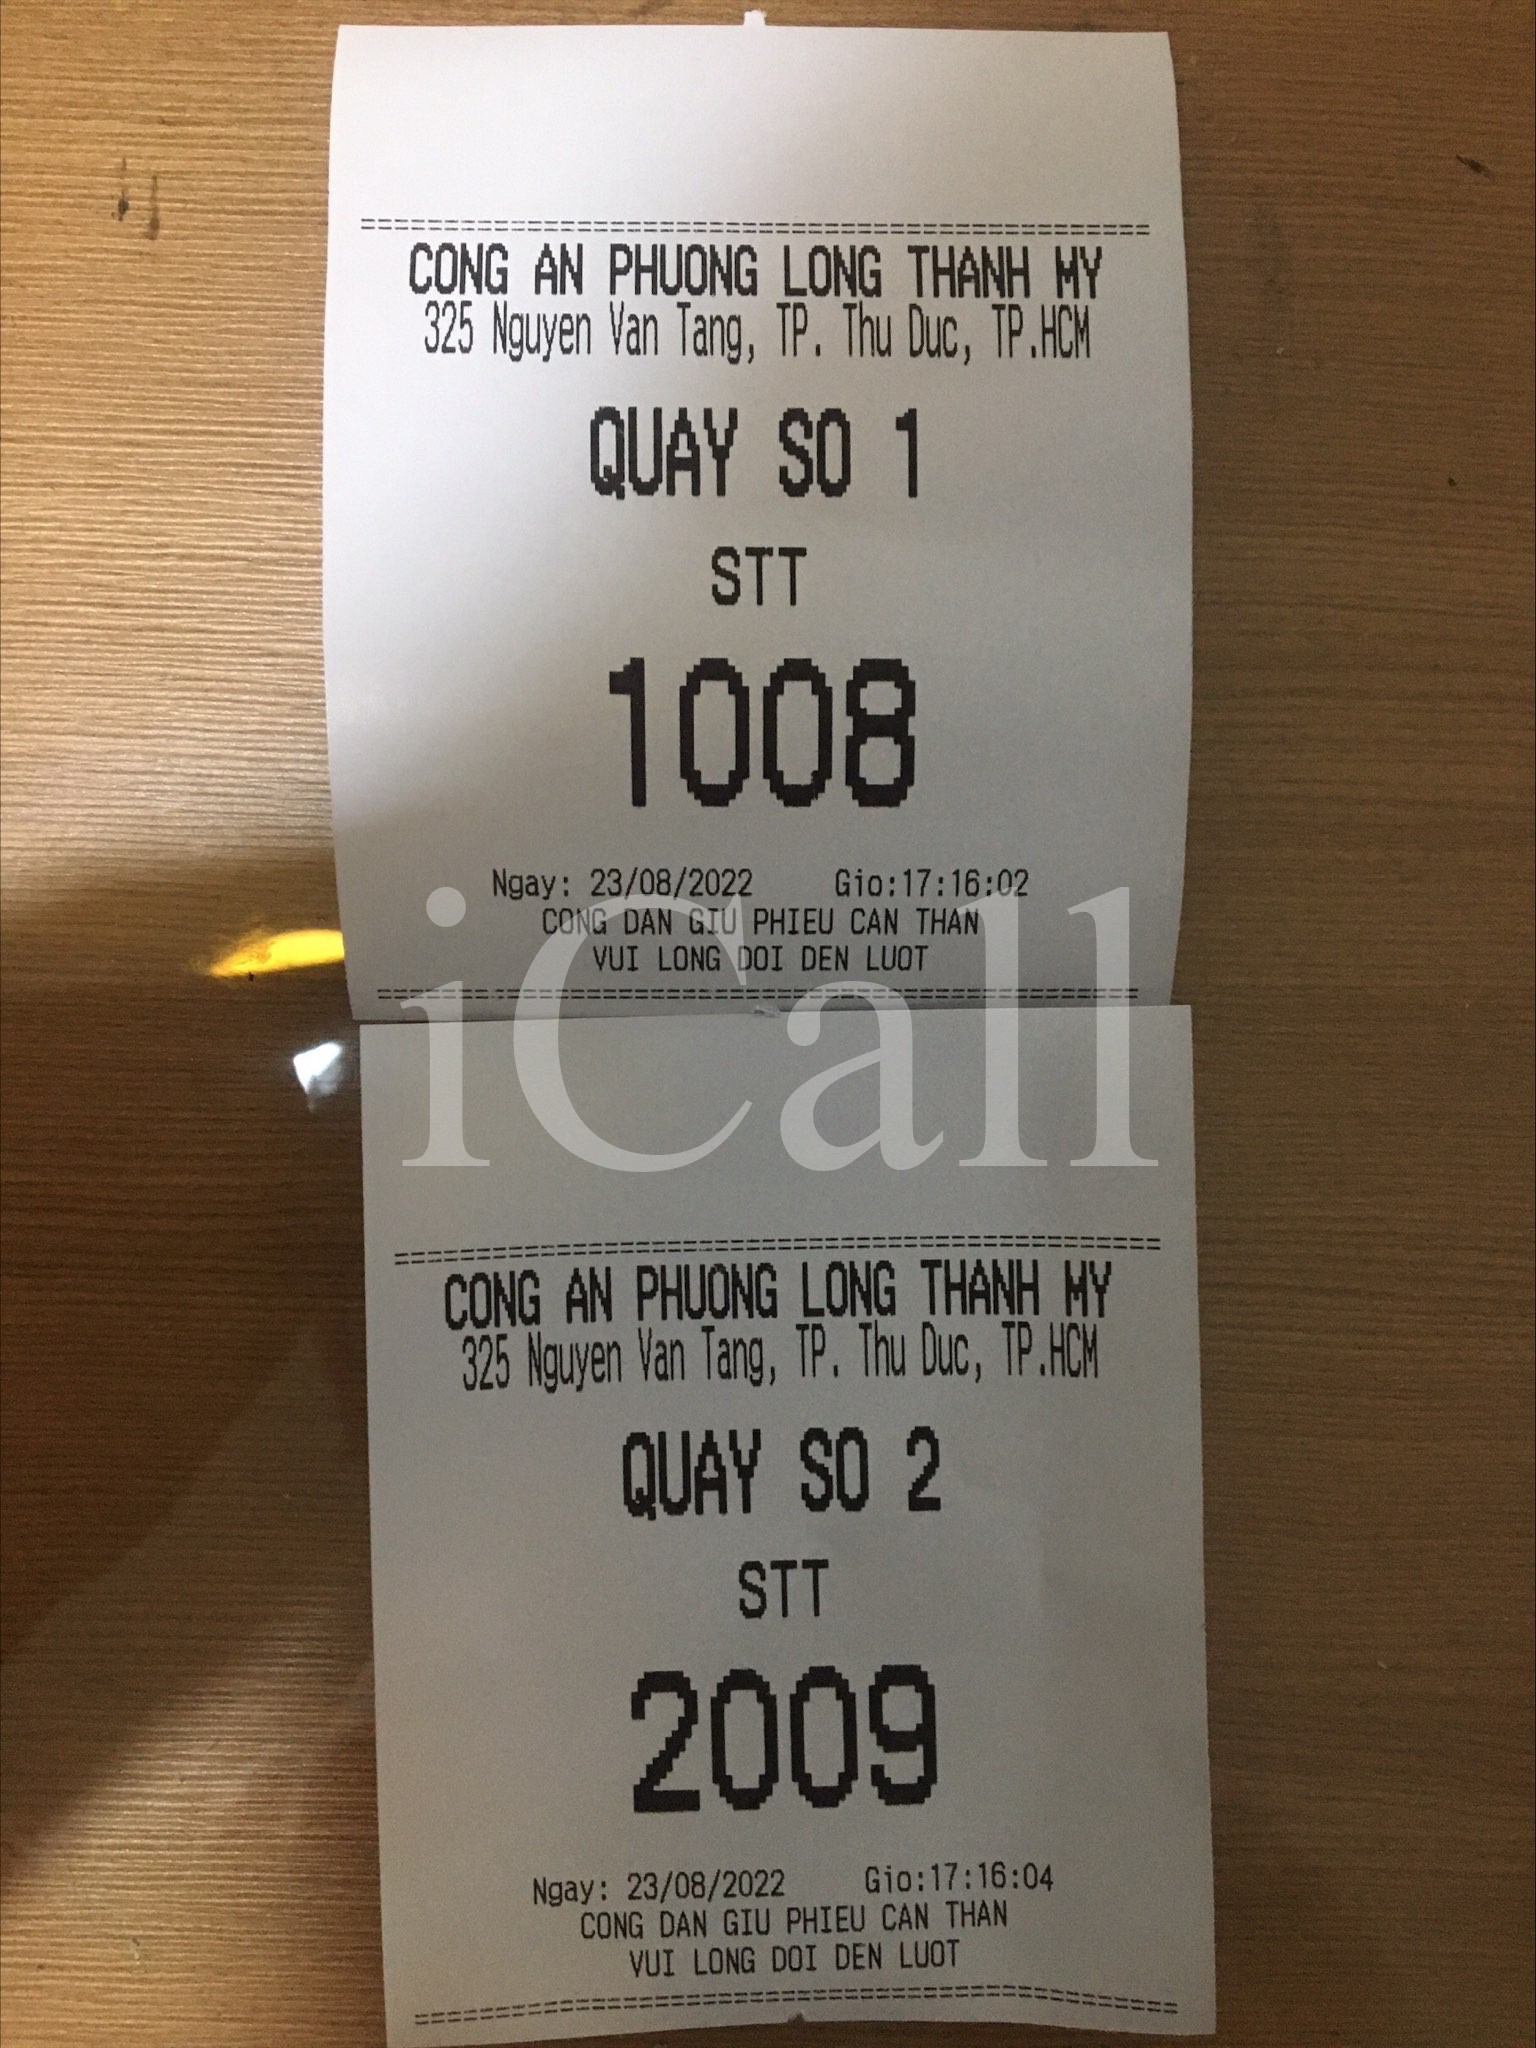 ================================================
CONG AN PHUONG LONG THANH MY
325 Nguyen Van Tang, TP. Thu Duc, TP.HCM
QUAY SO 1
STT
1008
Ngay: 23/08/2022 Gio:17:16:02
CONG DAN GIU PHIEU CAN THAN
VUI LONG DOI DEN LUOT
================================================
iCall
================================================
CONG AN PHUONG LONG THANH MY
325 Nguyen Van Tang, TP. Thu Duc, TP.HCM
QUAY SO 2
STT
2009
Ngay: 23/08/2022 Gio:17:16:04
CONG DAN GIU PHIEU CAN THAN
VUI LONG DOI DEN LUOT
================================================